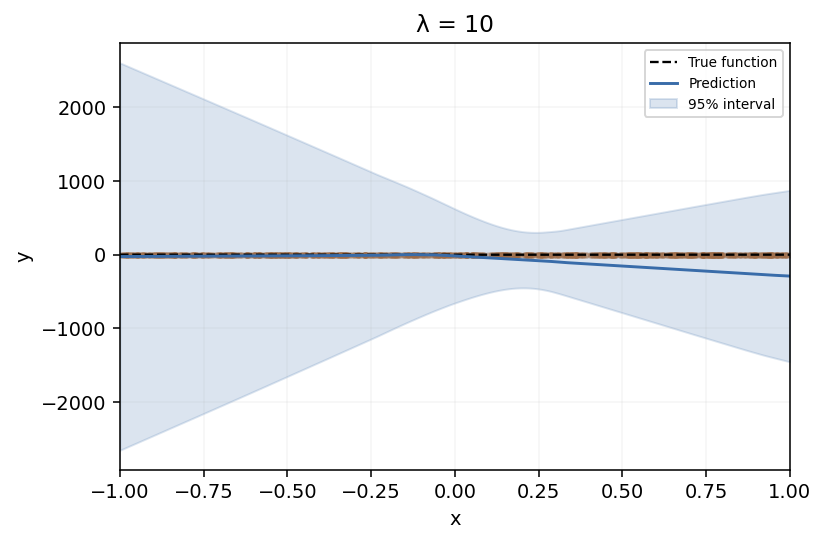 λ = 10
True function
Prediction
95% interval
2000
1000
0
−1000
−2000
y
−1.00 −0.75 −0.50 −0.25 0.00 0.25 0.50 0.75 1.00
x